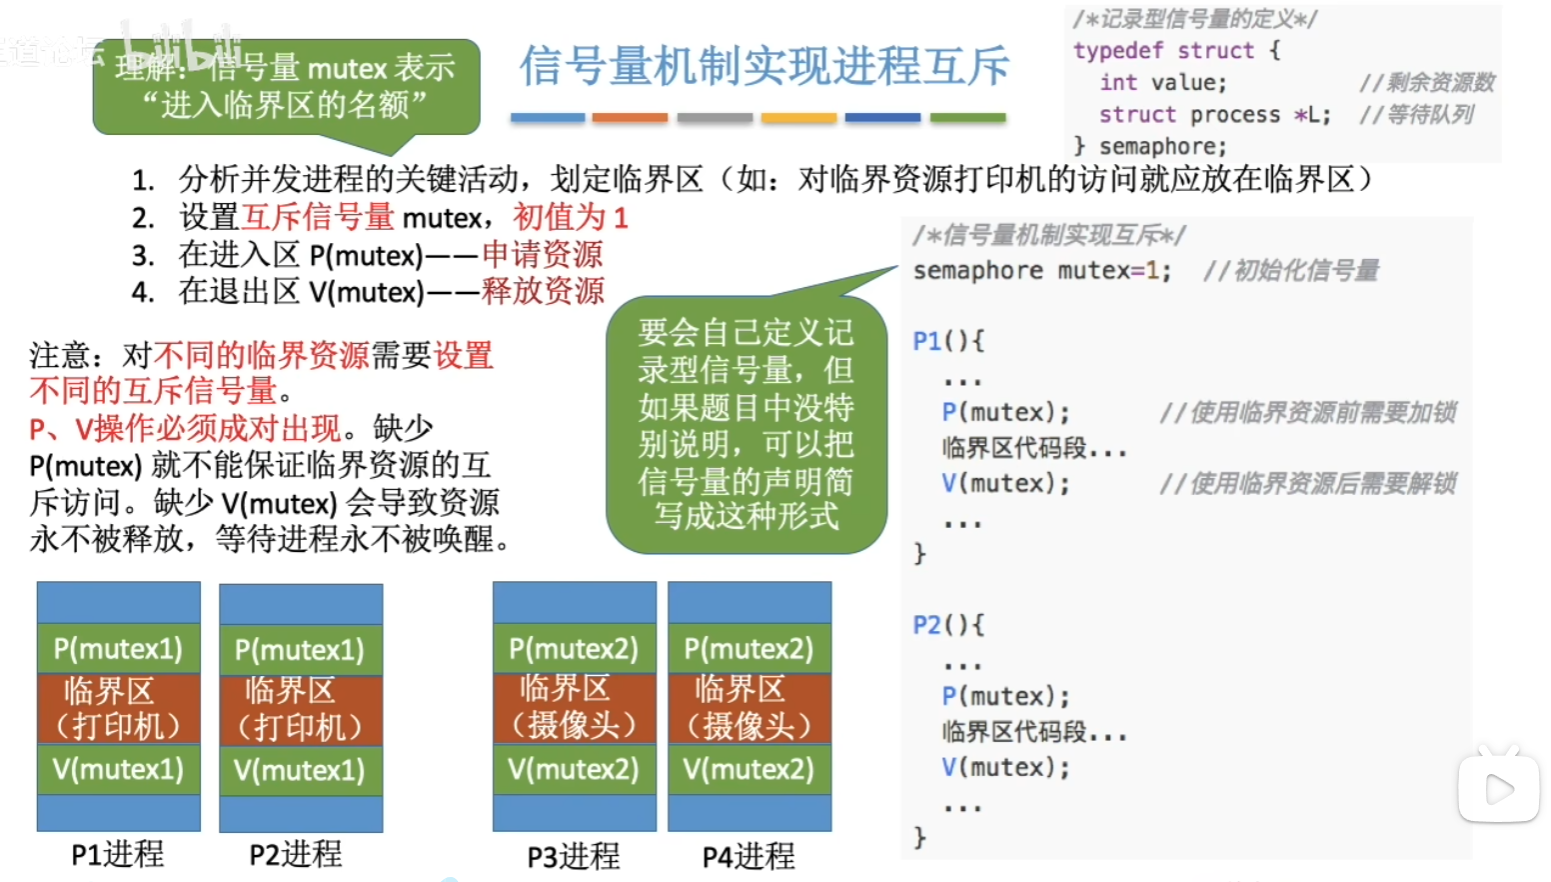 道论坛 bilibili
理解：信号量 mutex 表示
“进入临界区的名额”
信号量机制实现进程互斥
/*记录型信号量的定义*/
typedef struct {
int value; //剩余资源数
struct process *L; //等待队列
} semaphore;
1. 分析并发进程的关键活动，划定临界区（如：对临界资源打印机的访问就应放在临界区）
2. 设置互斥信号量 mutex，初值为 1
3. 在进入区 P(mutex)——申请资源
4. 在退出区 V(mutex)——释放资源
注意：对不同的临界资源需要设置
不同的互斥信号量。
P、V操作必须成对出现。缺少
P(mutex) 就不能保证临界资源的互
斥访问。缺少 V(mutex) 会导致资源
永不被释放，等待进程永不被唤醒。
要会自己定义记
录型信号量，但
如果题目中没特
别说明，可以把
信号量的声明简
写成这种形式
/*信号量机制实现互斥*/
semaphore mutex=1; //初始化信号量
P1(){
...
P(mutex); //使用临界资源前需要加锁
临界区代码段...
V(mutex); //使用临界资源后需要解锁
...
}
P2(){
...
P(mutex);
临界区代码段...
V(mutex);
...
}
P(mutex1)
临界区
（打印机）
V(mutex1)
P1进程
P(mutex1)
临界区
（打印机）
V(mutex1)
P2进程
P(mutex2)
临界区
（摄像头）
V(mutex2)
P3进程
P(mutex2)
临界区
（摄像头）
V(mutex2)
P4进程